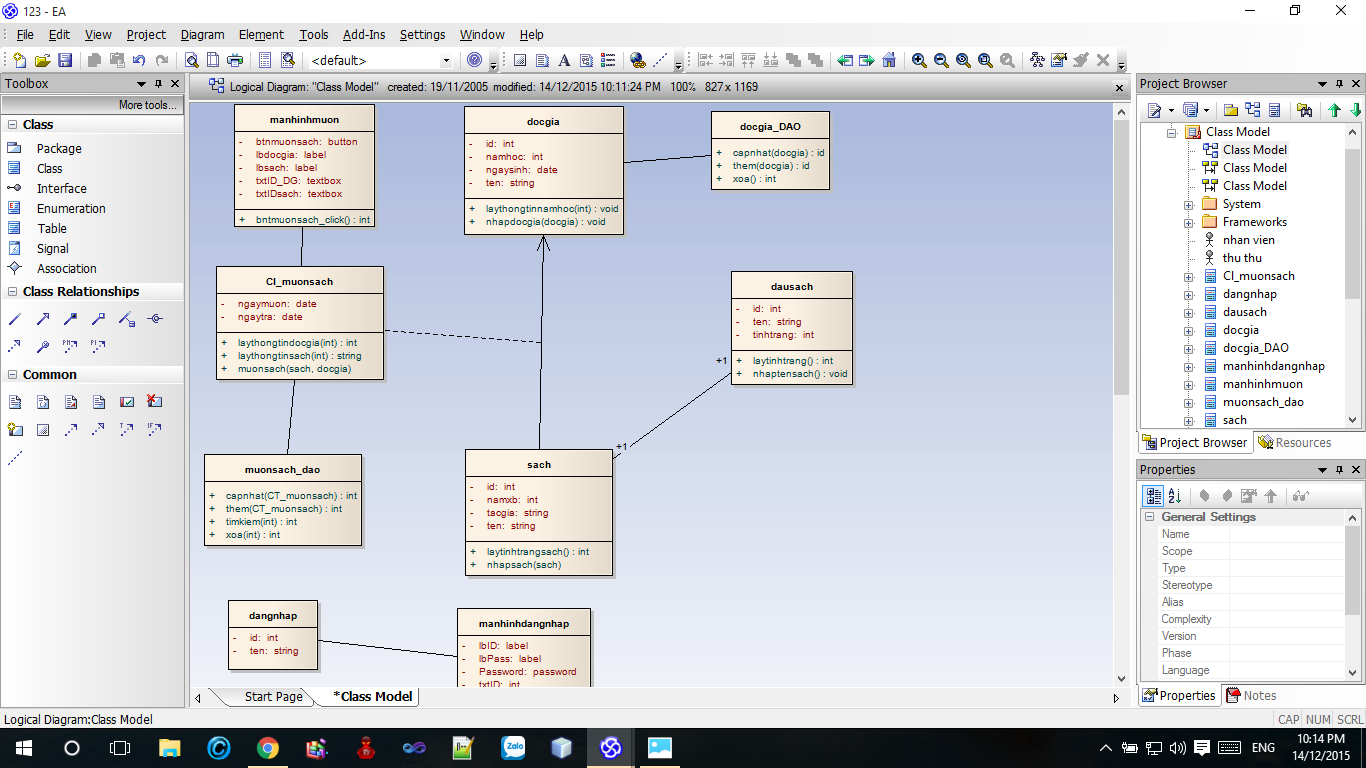 123 - EA
File Edit View Project Diagram Element Tools Add-Ins Settings Window Help
<default>
Toolbox
More tools...
Class
Package
Class
Interface
Enumeration
Table
Signal
Association
Class Relationships
Common
Logical Diagram: "Class Model" created: 19/11/2005 modified: 14/12/2015 10:11:24 PM 100% 827 x 1169
manhinhmuon
- btnmuonsach: button
- lbdocgia: label
- lbsach: label
- txtID_DG: textbox
- txtIDsach: textbox
+ bntmuonsach_click() : int
docgia
- id: int
- namhoc: int
- ngaysinh: date
- ten: string
+ laythongtinnamhoc(int) : void
+ nhapdocgia(docgia) : void
docgia_DAO
+ capnhat(docgia) : id
+ them(docgia) : id
+ xoa() : int
CI_muonsach
- ngaymuon: date
- ngaytra: date
+ laythongtindocgia(int) : int
+ laythongtinsach(int) : string
+ muonsach(sach, docgia)
dausach
- id: int
- ten: string
- tinhtrang: int
+ laytinhtrang() : int
+ nhaptensach() : void
+1
+1
muonsach_dao
+ capnhat(CT_muonsach) : int
+ them(CT_muonsach) : int
+ timkiem(int) : int
+ xoa(int) : int
sach
- id: int
- namxb: int
- tacgia: string
- ten: string
+ laytinhtrangsach() : int
+ nhapsach(sach)
dangnhap
- id: int
- ten: string
manhinhdangnhap
- lbID: label
- lbPass: label
- Password: password
- txtID: int
Start Page
*Class Model
Project Browser
Class Model
Class Model
Class Model
Class Model
System
Frameworks
nhan vien
thu thu
CI_muonsach
dangnhap
dausach
docgia
docgia_DAO
manhinhdangnhap
manhinhmuon
muonsach_dao
sach
Project Browser
Resources
Properties
General Settings
Name
Scope
Type
Stereotype
Alias
Complexity
Version
Phase
Language
Properties
Notes
Logical Diagram:Class Model
CAP NUM SCRL
Zalo
ENG
10:14 PM
14/12/2015